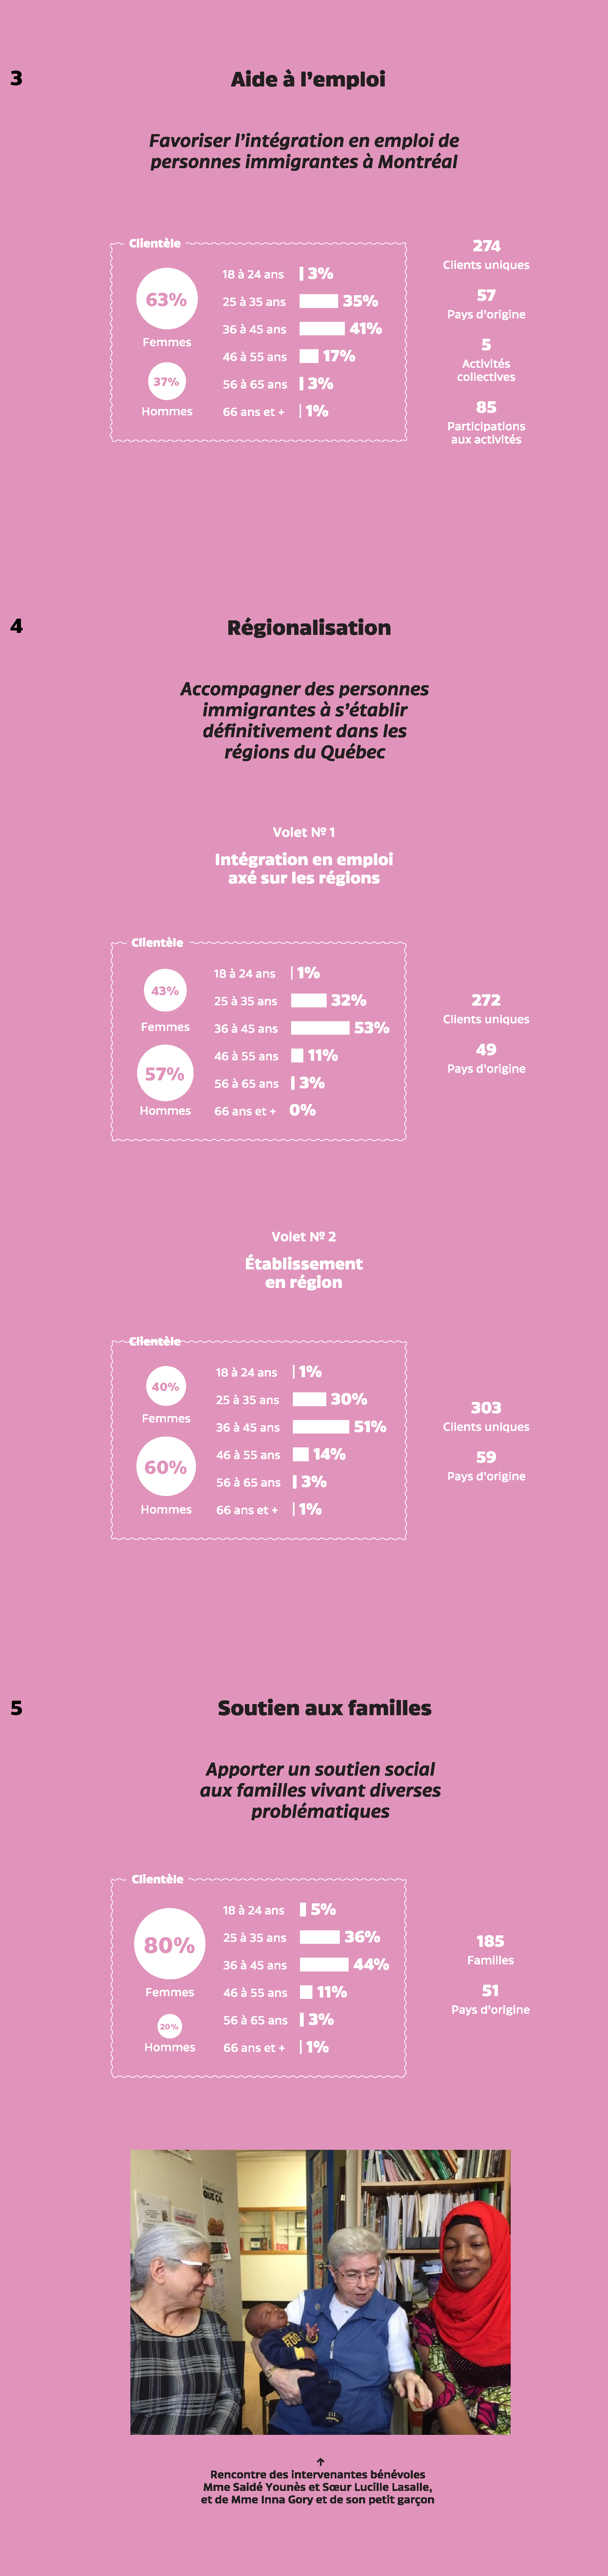 3
Aide à l'emploi
Favoriser l'intégration en emploi de
personnes immigrantes à Montréal
Clientèle
63%
Femmes
37%
Hommes
18 à 24 ans 3%
25 à 35 ans 35%
36 à 45 ans 41%
46 à 55 ans 17%
56 à 65 ans 3%
66 ans et + 1%
274
Clients uniques
57
Pays d'origine
5
Activités
collectives
85
Participations
aux activités
4
Régionalisation
Accompagner des personnes
immigrantes à s'établir
définitivement dans les
régions du Québec
Volet Nº 1
Intégration en emploi
axé sur les régions
Clientèle
43%
Femmes
57%
Hommes
18 à 24 ans 1%
25 à 35 ans 32%
36 à 45 ans 53%
46 à 55 ans 11%
56 à 65 ans 3%
66 ans et + 0%
272
Clients uniques
49
Pays d'origine
Volet Nº 2
Établissement
en région
Clientèle
40%
Femmes
60%
Hommes
18 à 24 ans 1%
25 à 35 ans 30%
36 à 45 ans 51%
46 à 55 ans 14%
56 à 65 ans 3%
66 ans et + 1%
303
Clients uniques
59
Pays d'origine
5
Soutien aux familles
Apporter un soutien social
aux familles vivant diverses
problématiques
Clientèle
80%
Femmes
20%
Hommes
18 à 24 ans 5%
25 à 35 ans 36%
36 à 45 ans 44%
46 à 55 ans 11%
56 à 65 ans 3%
66 ans et + 1%
185
Familles
51
Pays d'origine
QUE ÇA.
↑
Rencontre des intervenantes bénévoles
Mme Saidé Younès et Sœur Lucille Lasalle,
et de Mme Inna Gory et de son petit garçon